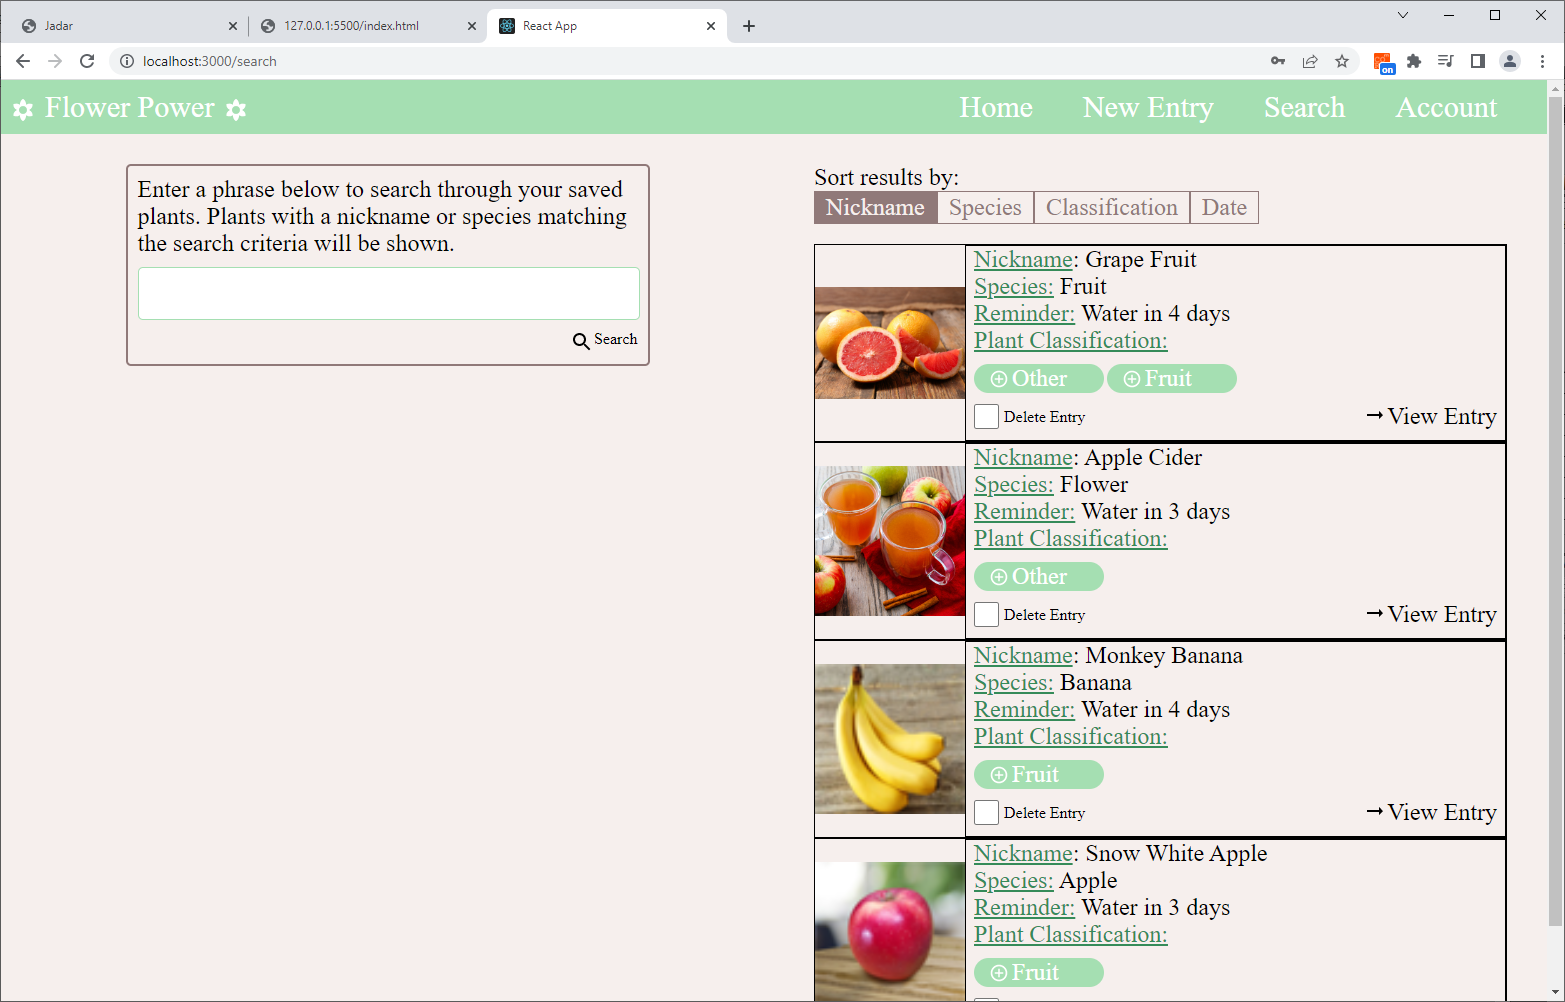 Jadar
127.0.0.1:5500/index.html
React App
localhost:3000/search
on
Flower Power
Home
New Entry
Search
Account
Enter a phrase below to search through your saved
plants. Plants with a nickname or species matching
the search criteria will be shown.
Search
Sort results by:
Nickname
Species
Classification
Date
Nickname: Grape Fruit
Species: Fruit
Reminder: Water in 4 days
Plant Classification:
Other
Fruit
Delete Entry
View Entry
Nickname: Apple Cider
Species: Flower
Reminder: Water in 3 days
Plant Classification:
Other
Delete Entry
View Entry
Nickname: Monkey Banana
Species: Banana
Reminder: Water in 4 days
Plant Classification:
Fruit
Delete Entry
View Entry
Nickname: Snow White Apple
Species: Apple
Reminder: Water in 3 days
Plant Classification:
Fruit